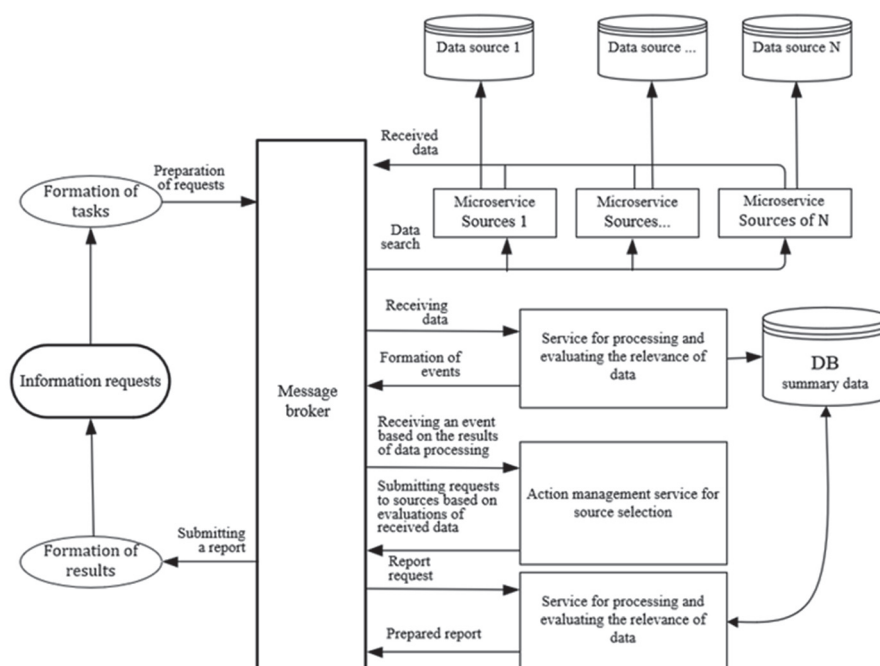 Data source 1
Data source ...
Data source N
Received
data
Preparation
of requests
Formation of
tasks
Microservice
Sources 1
Microservice
Sources...
Microservice
Sources of N
Data
search
Receiving
data
Service for processing and
evaluating the relevance of
data
Formation of
events
DB
summary data
Information requests
Message
broker
Receiving an event
based on the results
of data processing
Action management service for
source selection
Submitting requests
to sources based on
evaluations of
received data
Submitting
a report
Formation of
results
Report
request
Service for processing and
evaluating the relevance of
data
Prepared report